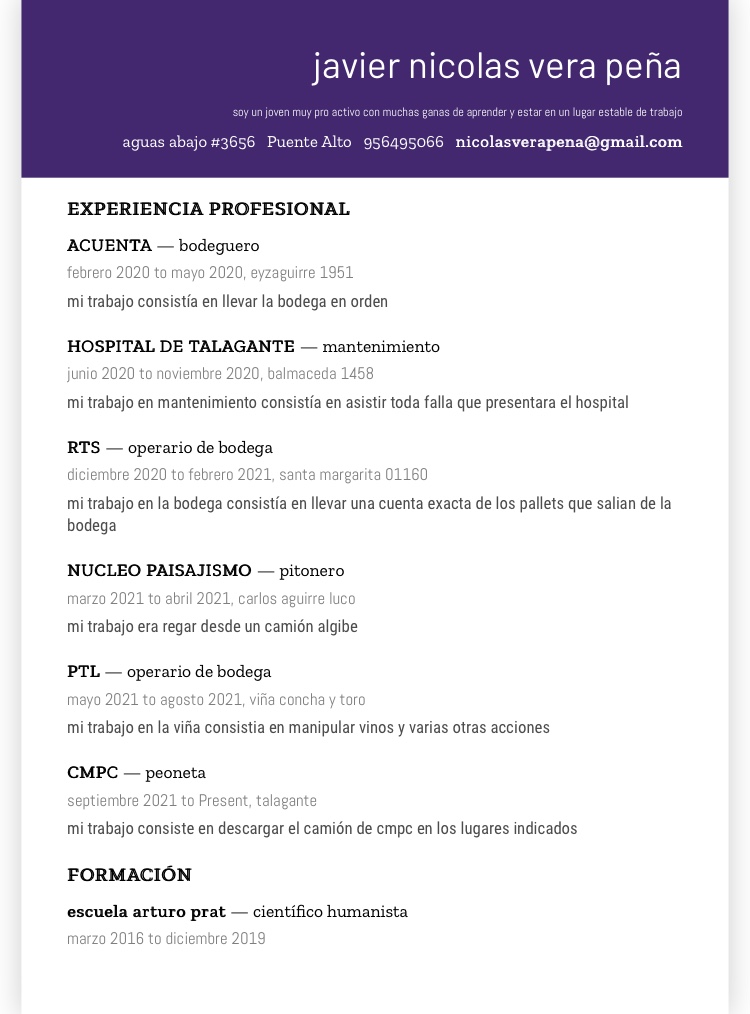 javier nicolas vera peña
soy un joven muy pro activo con muchas ganas de aprender y estar en un lugar estable de trabajo
aguas abajo #3656 Puente Alto 956495066 nicolasverapena@gmail.com
EXPERIENCIA PROFESIONAL
ACUENTA — bodeguero
febrero 2020 to mayo 2020, eyzaguirre 1951
mi trabajo consistía en llevar la bodega en orden
HOSPITAL DE TALAGANTE — mantenimiento
junio 2020 to noviembre 2020, balmaceda 1458
mi trabajo en mantenimiento consistía en asistir toda falla que presentara el hospital
RTS — operario de bodega
diciembre 2020 to febrero 2021, santa margarita 01160
mi trabajo en la bodega consistía en llevar una cuenta exacta de los pallets que salian de la
bodega
NUCLEO PAISAJISMO — pitonero
marzo 2021 to abril 2021, carlos aguirre luco
mi trabajo era regar desde un camión algibe
PTL — operario de bodega
mayo 2021 to agosto 2021, viña concha y toro
mi trabajo en la viña consistia en manipular vinos y varias otras acciones
CMPC — peoneta
septiembre 2021 to Present, talagante
mi trabajo consiste en descargar el camión de cmpc en los lugares indicados
FORMACIÓN
escuela arturo prat — científico humanista
marzo 2016 to diciembre 2019